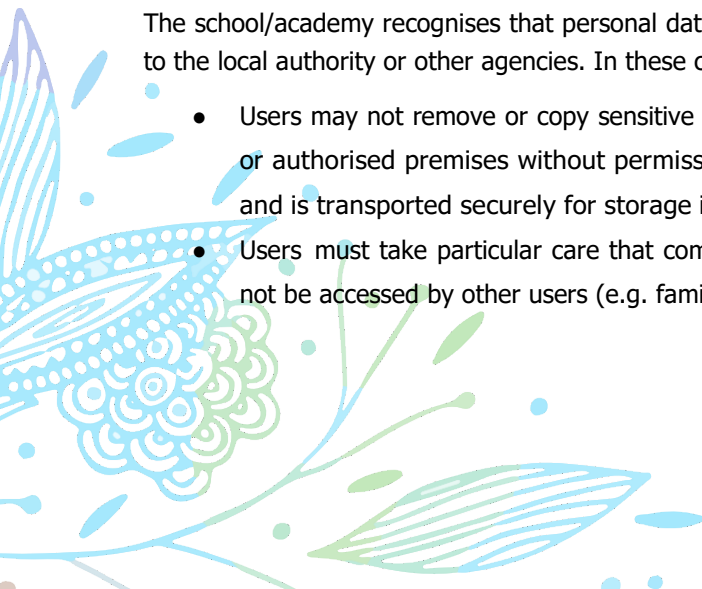 The school/academy recognises that personal dat
to the local authority or other agencies. In these
● Users may not remove or copy sensitive
or authorised premises without permiss
and is transported securely for storage i
● Users must take particular care that com
not be accessed by other users (e.g. fami